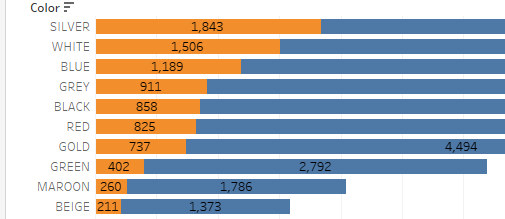 Color
SILVER 1,843
WHITE 1,506
BLUE 1,189
GREY 911
BLACK 858
RED 825
GOLD 737 4,494
GREEN 402 2,792
MAROON 260 1,786
BEIGE 211 1,373